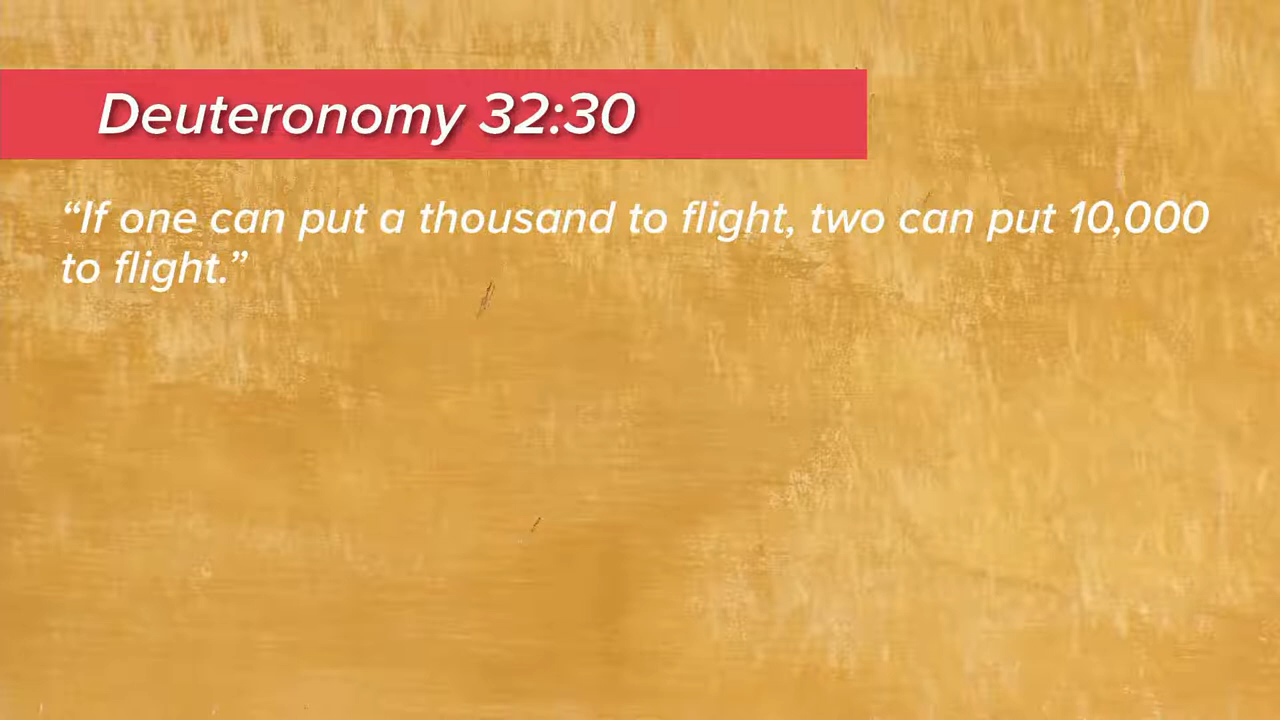 Deuteronomy 32:30
“If one can put a thousand to flight, two can put 10,000
to flight.”